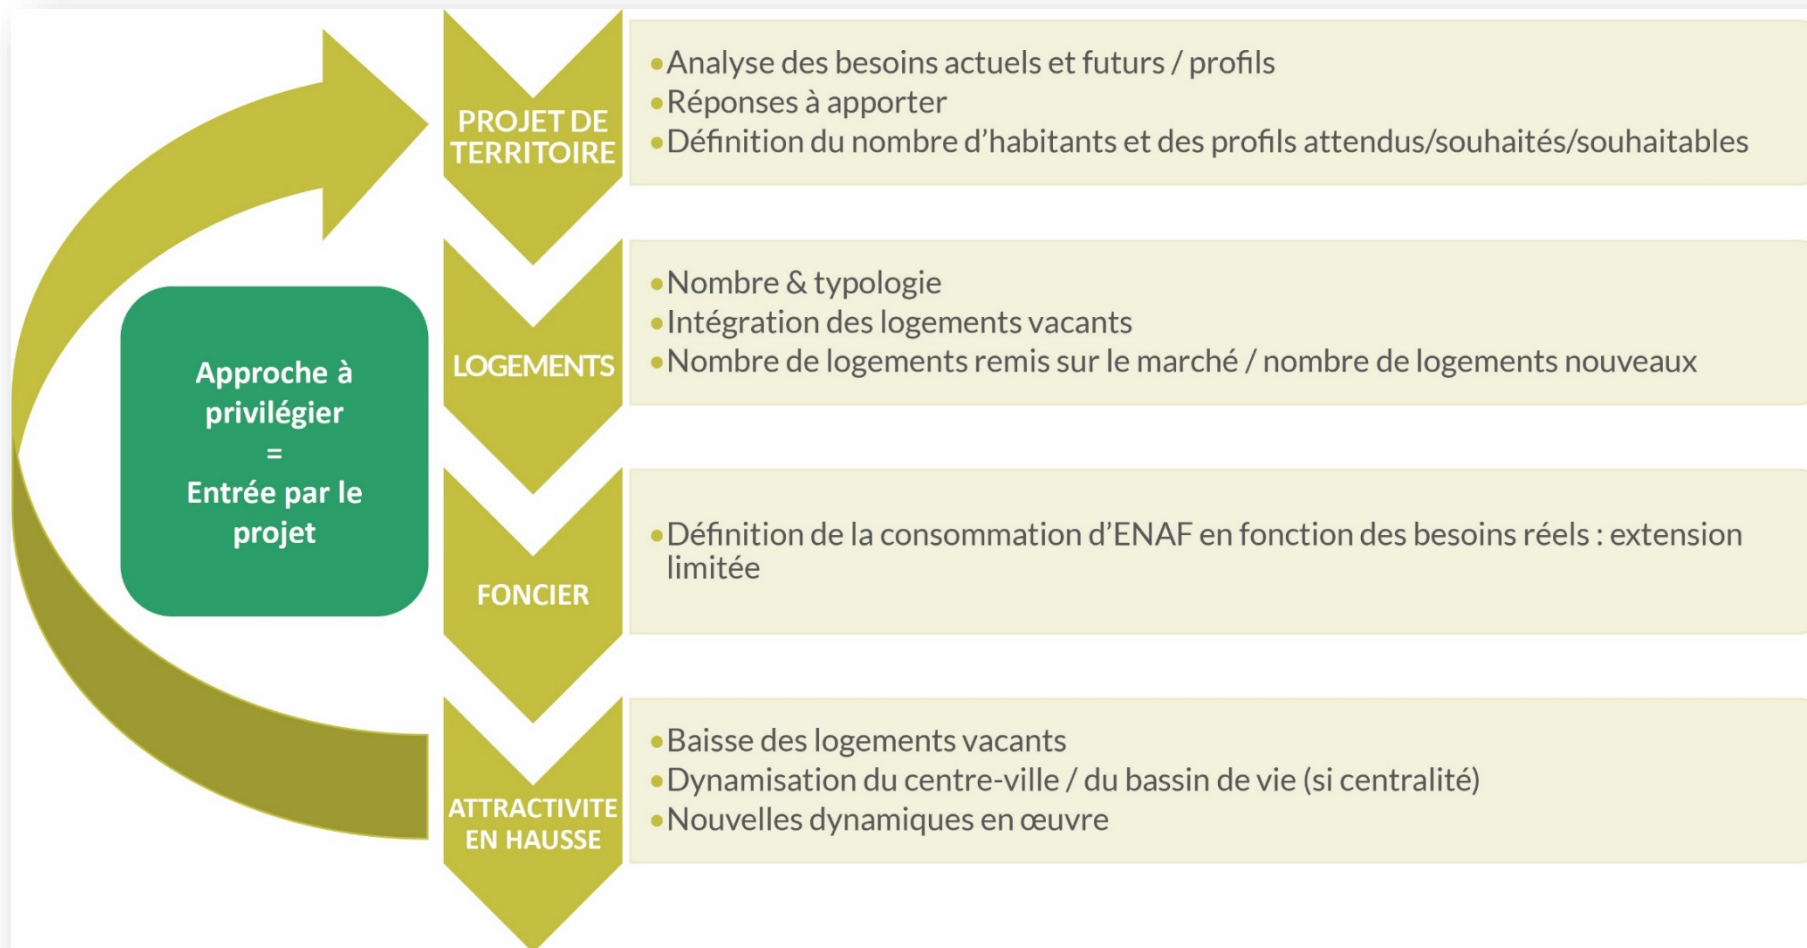 PROJET DE
TERRITOIRE
•Analyse des besoins actuels et futurs / profils
•Réponses à apporter
•Définition du nombre d’habitants et des profils attendus/souhaités/souhaitables
LOGEMENTS
•Nombre & typologie
•Intégration des logements vacants
•Nombre de logements remis sur le marché / nombre de logements nouveaux
Approche à
privilégier
=
Entrée par le
projet
FONCIER
•Définition de la consommation d’ENAF en fonction des besoins réels : extension
limitée
ATTRACTIVITE
EN HAUSSE
•Baisse des logements vacants
•Dynamisation du centre-ville / du bassin de vie (si centralité)
•Nouvelles dynamiques en œuvre